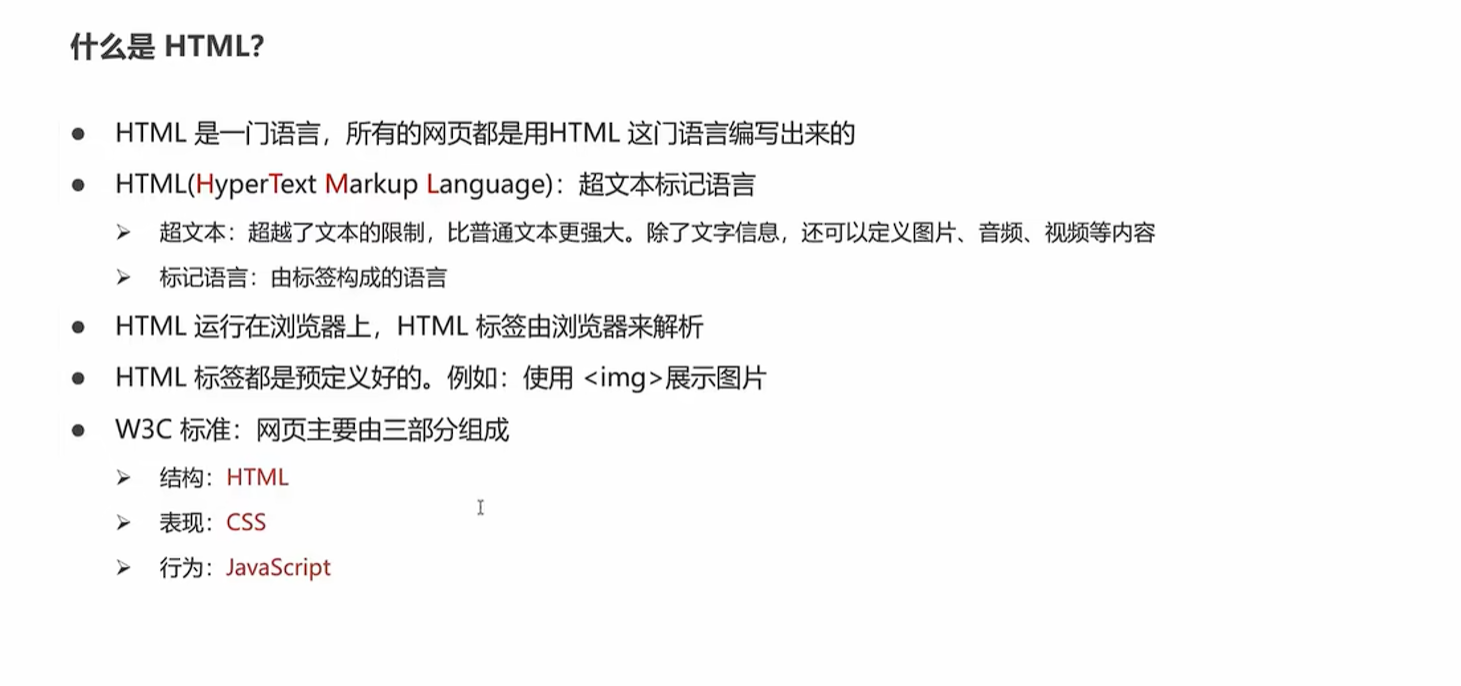 什么是 HTML?
● HTML 是一门语言，所有的网页都是用HTML 这门语言编写出来的
● HTML(HyperText Markup Language)：超文本标记语言
➢ 超文本：超越了文本的限制，比普通文本更强大。除了文字信息，还可以定义图片、音频、视频等内容
➢ 标记语言：由标签构成的语言
● HTML 运行在浏览器上，HTML 标签由浏览器来解析
● HTML 标签都是预定义好的。例如：使用 <img>展示图片
● W3C 标准：网页主要由三部分组成
➢ 结构：HTML
➢ 表现：CSS
➢ 行为：JavaScript